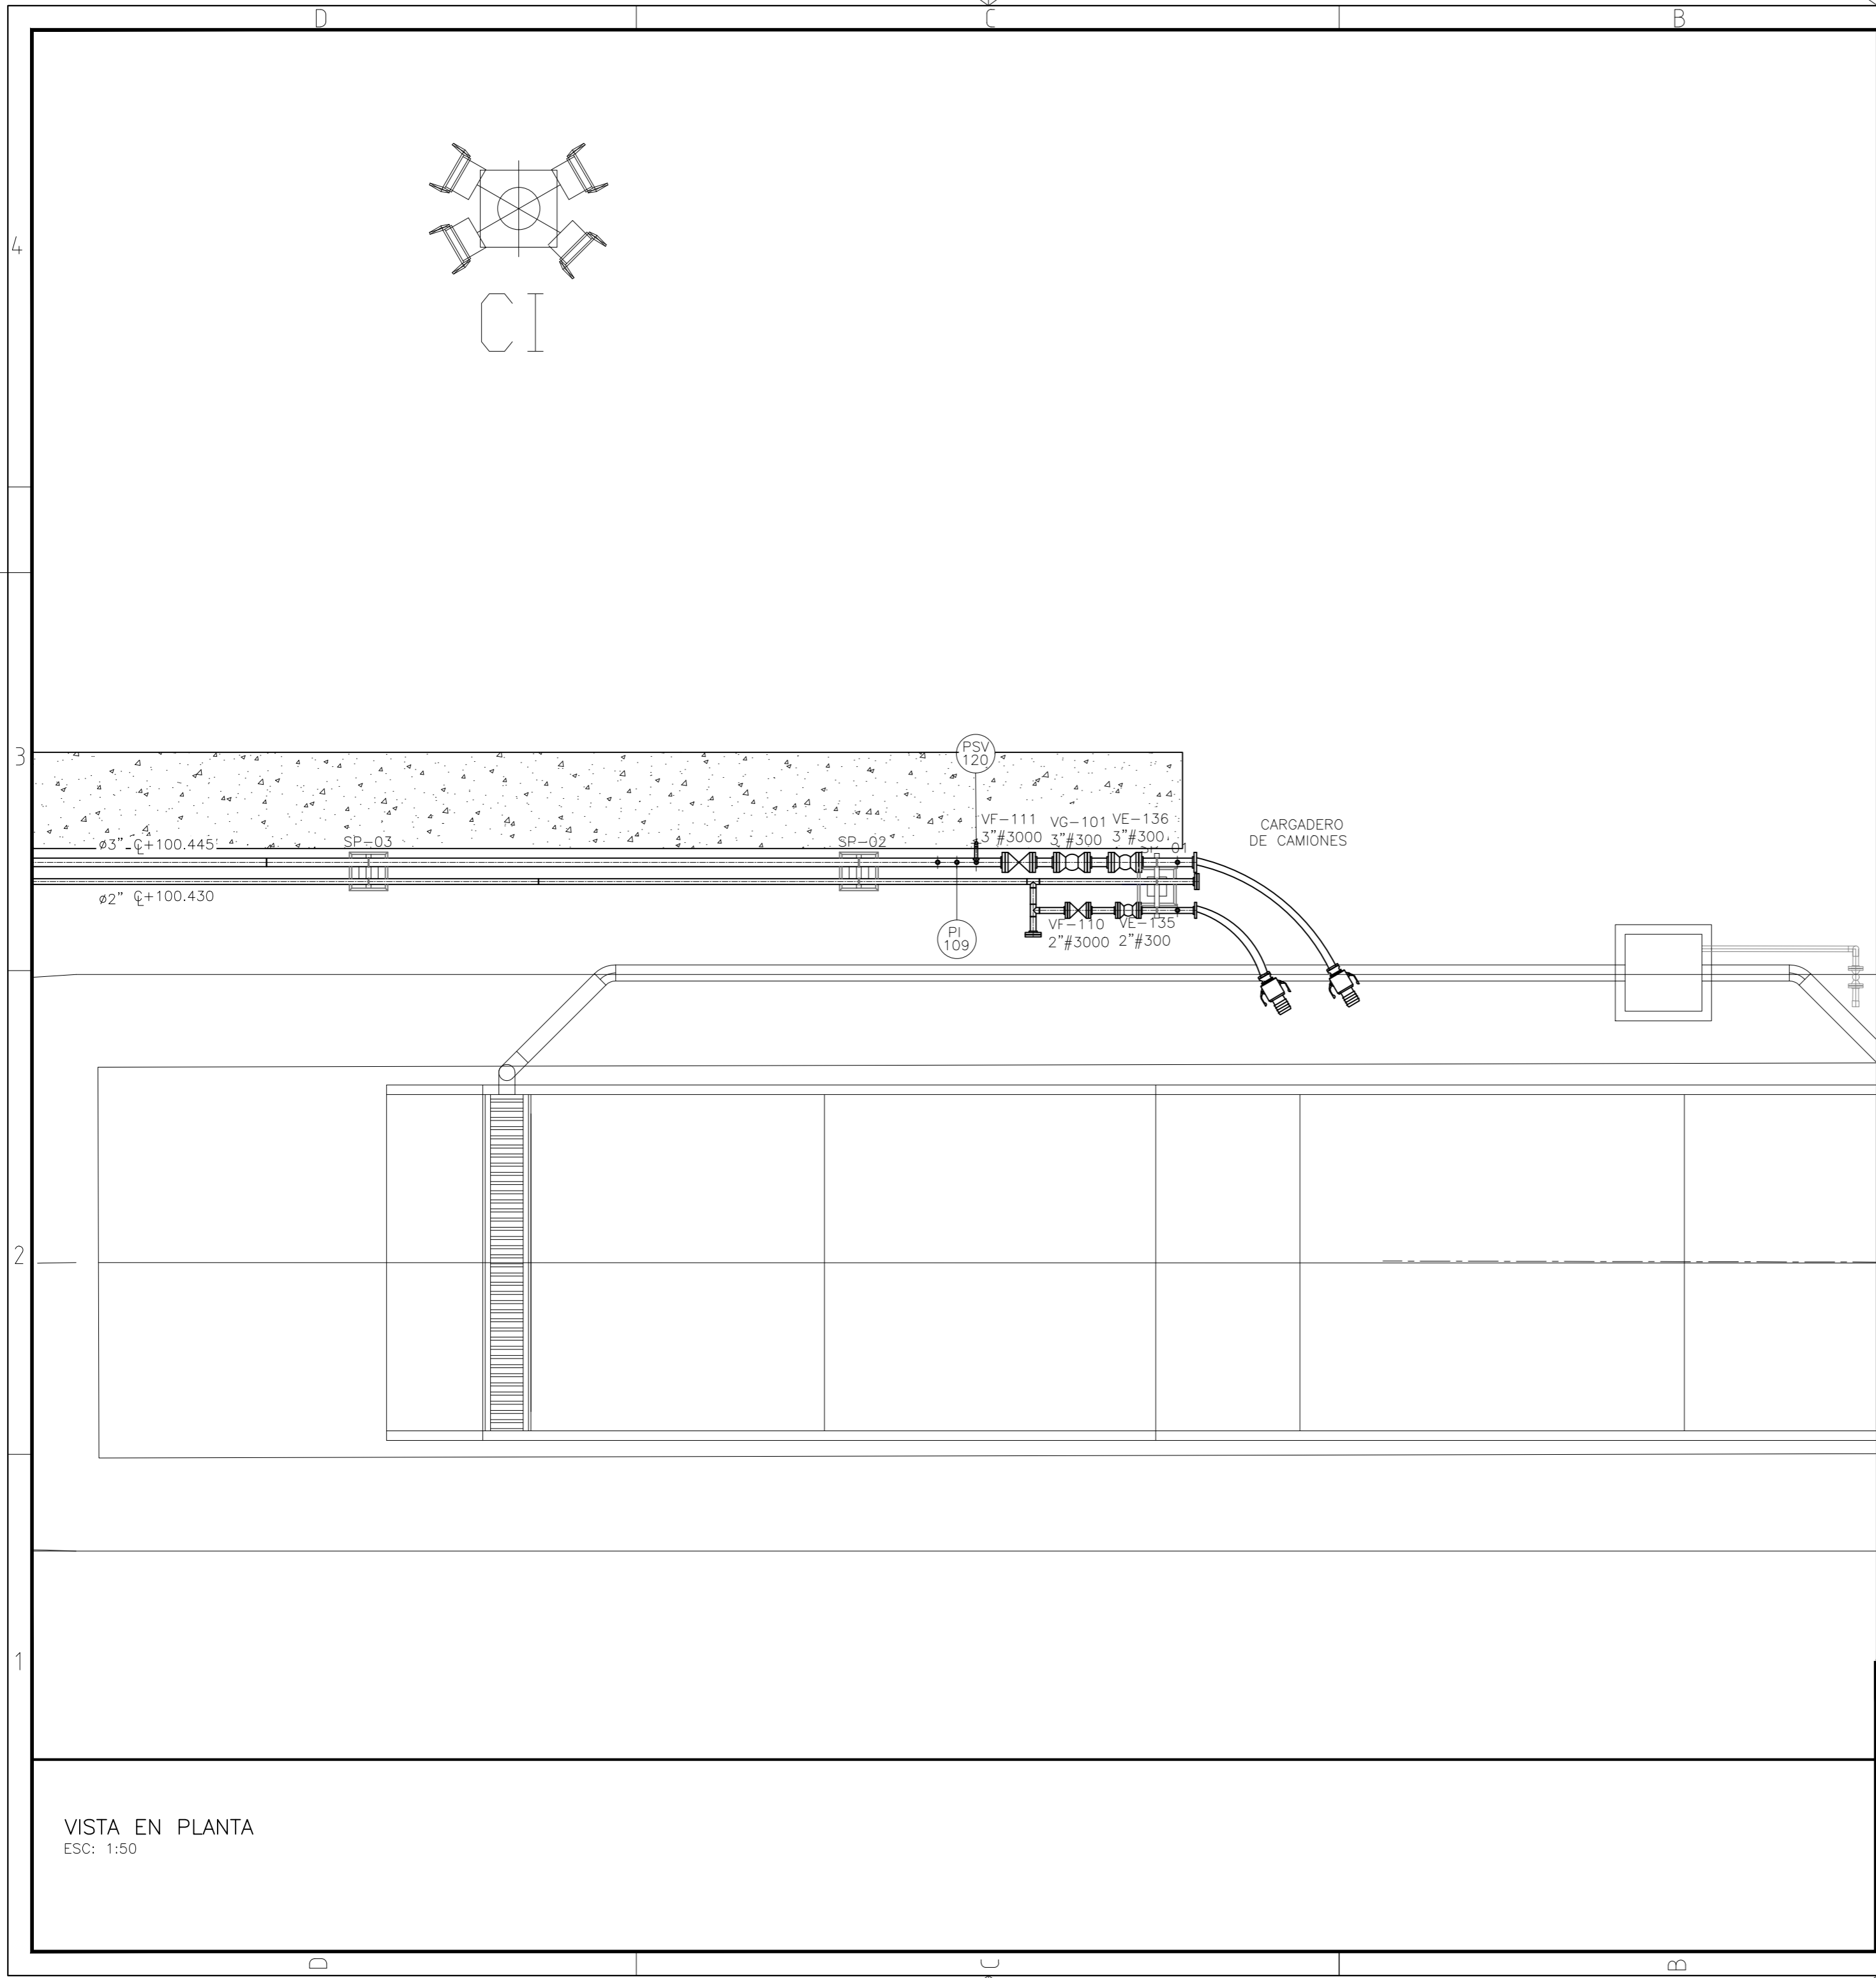 D
C
B
4
CI
3
PSV
120
VF-111
3"#3000
VG-101
3"#300
VE-136
3"#300
CARGADERO
DE CAMIONES
ø3" ℄+100.445
SP-03
SP-02
ø2" ℄+100.430
PI
109
VF-110
2"#3000
VE-135
2"#300
2
1
VISTA EN PLANTA
ESC: 1:50
D
C
B